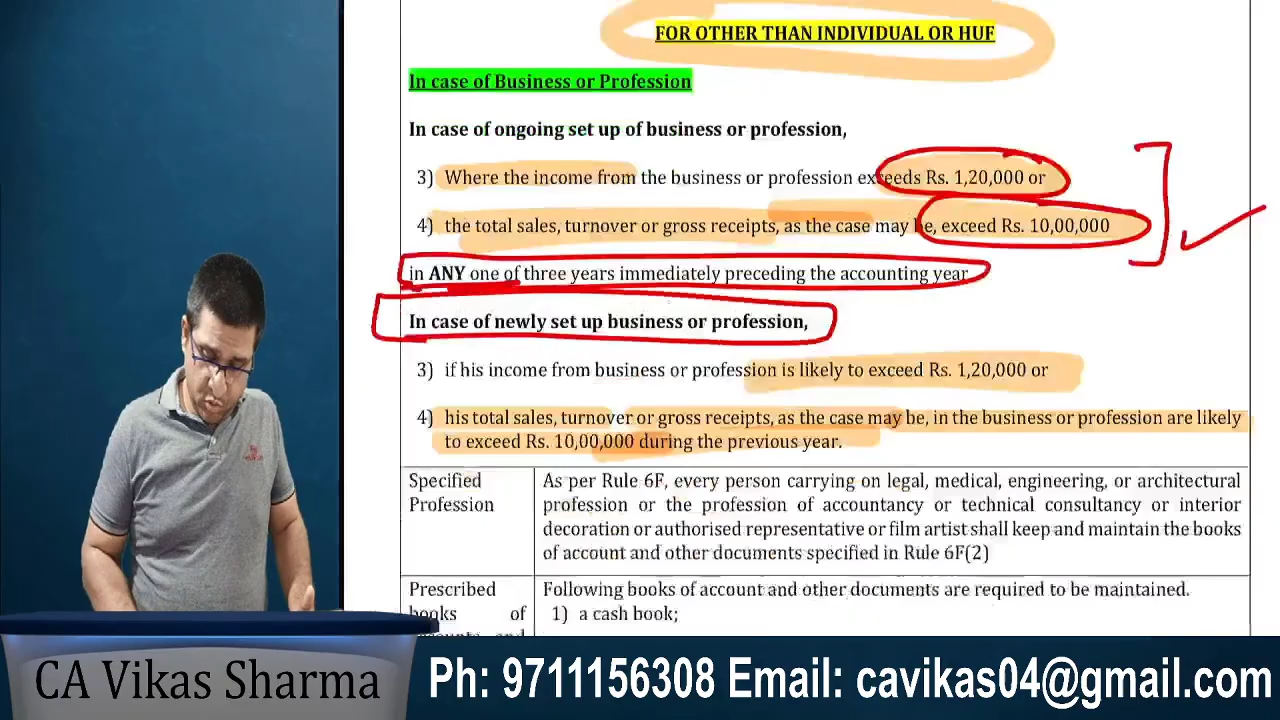 FOR OTHER THAN INDIVIDUAL OR HUF
In case of Business or Profession
In case of ongoing set up of business or profession,
3) Where the income from the business or profession exceeds Rs. 1,20,000 or
4) the total sales, turnover or gross receipts, as the case may be, exceed Rs. 10,00,000
in ANY one of three years immediately preceding the accounting year
In case of newly set up business or profession,
3) if his income from business or profession is likely to exceed Rs. 1,20,000 or
4) his total sales, turnover or gross receipts, as the case may be, in the business or profession are likely
to exceed Rs. 10,00,000 during the previous year.
Specified
Profession
As per Rule 6F, every person carrying on legal, medical, engineering, or architectural
profession or the profession of accountancy or technical consultancy or interior
decoration or authorised representative or film artist shall keep and maintain the books
of account and other documents specified in Rule 6F(2)
Prescribed
books of
Following books of account and other documents are required to be maintained.
1) a cash book;
CA Vikas Sharma
Ph: 9711156308 Email: cavikas04@gmail.com